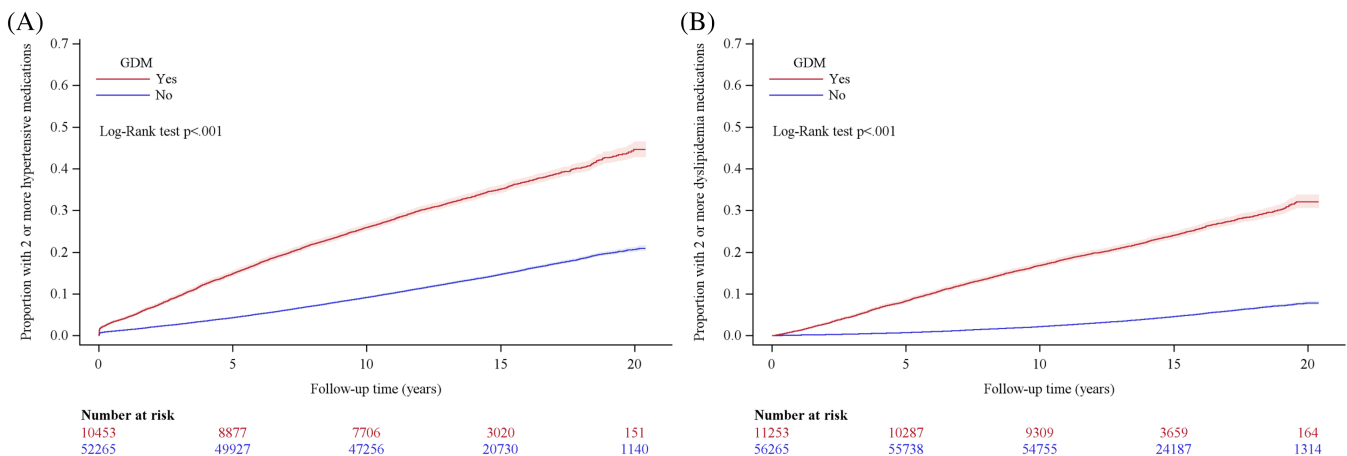 (A)
Proportion with 2 or more hypertensive medications
0.7
0.6
0.5
0.4
0.3
0.2
0.1
0.0
GDM
Yes
No
Log-Rank test p<.001
0 5 10 15 20
Follow-up time (years)
Number at risk
10453 8877 7706 3020 151
52265 49927 47256 20730 1140
(B)
Proportion with 2 or more dyslipidemia medications
0.7
0.6
0.5
0.4
0.3
0.2
0.1
0.0
GDM
Yes
No
Log-Rank test p<.001
0 5 10 15 20
Follow-up time (years)
Number at risk
11253 10287 9309 3659 164
56265 55738 54755 24187 1314